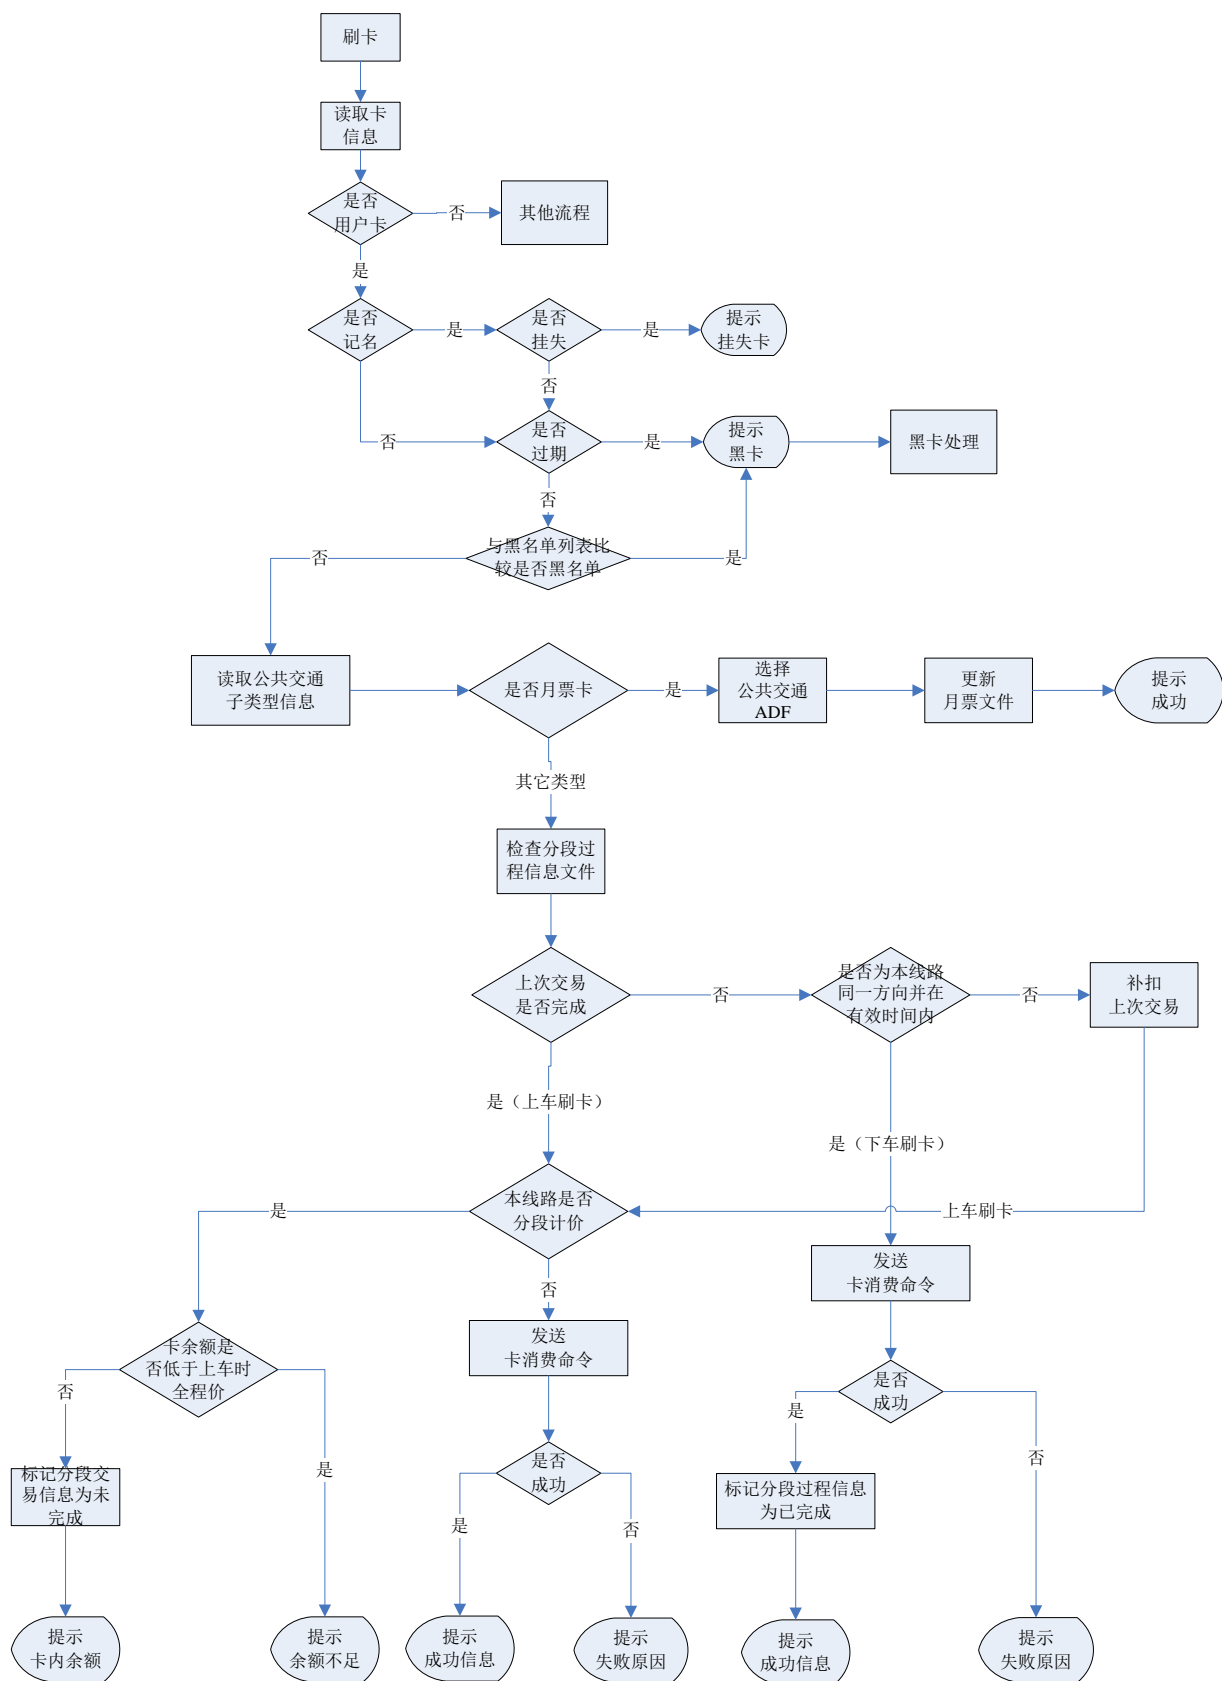 刷卡
读取卡
信息
是否
用户卡
否
其他流程
是
是否
记名
是
是否
挂失
是
提示
挂失卡
否
否
是否
过期
是
提示
黑卡
黑卡处理
否
与黑名单列表比
较是否黑名单
否
是
读取公共交通
子类型信息
是否月票卡
是
选择
公共交通
ADF
更新
月票文件
提示
成功
其它类型
检查分段过
程信息文件
上次交易
是否完成
否
是否为本线路
同一方向并在
有效时间内
否
补扣
上次交易
是（上车刷卡）
是（下车刷卡）
本线路是否
分段计价
是
上车刷卡
否
发送
卡消费命令
卡余额是
否低于上车时
全程价
发送
卡消费命令
否
是
是否
成功
是
否
标记分段交
易信息为未
完成
是否
成功
是
否
标记分段过程信息
为已完成
提示
卡内余额
提示
余额不足
提示
成功信息
提示
失败原因
提示
成功信息
提示
失败原因